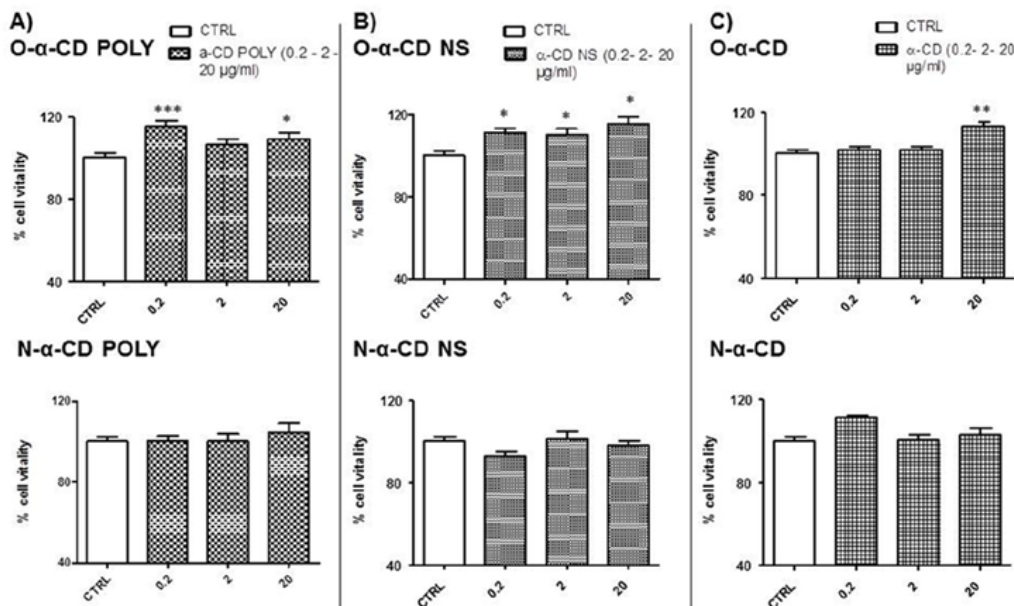 A)
O-α-CD POLY
CTRL
a-CD POLY (0.2 - 2 -
20 µg/ml)
***
*
120
80
40
% cell vitality
CTRL
0.2
2
20
N-α-CD POLY
120
80
40
% cell vitality
CTRL
0.2
2
20
B)
O-α-CD NS
CTRL
α-CD NS (0.2- 2- 20
µg/ml)
*
*
*
120
80
40
% cell vitality
CTRL
0.2
2
20
N-α-CD NS
120
80
40
% cell vitality
CTRL
0.2
2
20
C)
O-α-CD
CTRL
α-CD (0.2- 2- 20
µg/ml)
**
120
80
40
% cell vitality
CTRL
0.2
2
20
N-α-CD
120
80
40
% cell vitality
CTRL
0.2
2
20